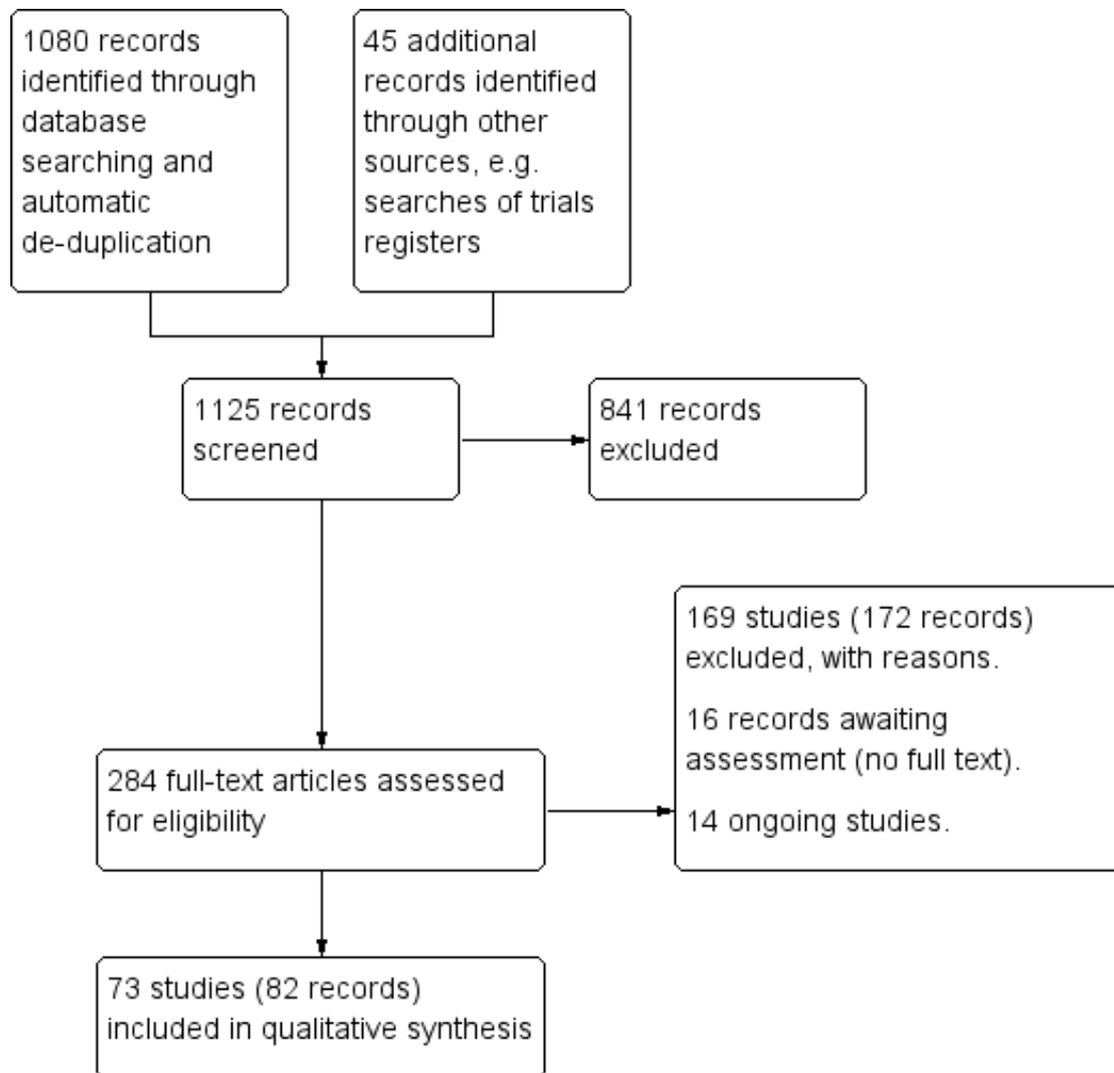 1080 records
identified through
database
searching and
automatic
de-duplication
45 additional
records identified
through other
sources, e.g.
searches of trials
registers
1125 records
screened
841 records
excluded
169 studies (172 records)
excluded, with reasons.
16 records awaiting
assessment (no full text).
14 ongoing studies.
284 full-text articles assessed
for eligibility
73 studies (82 records)
included in qualitative synthesis